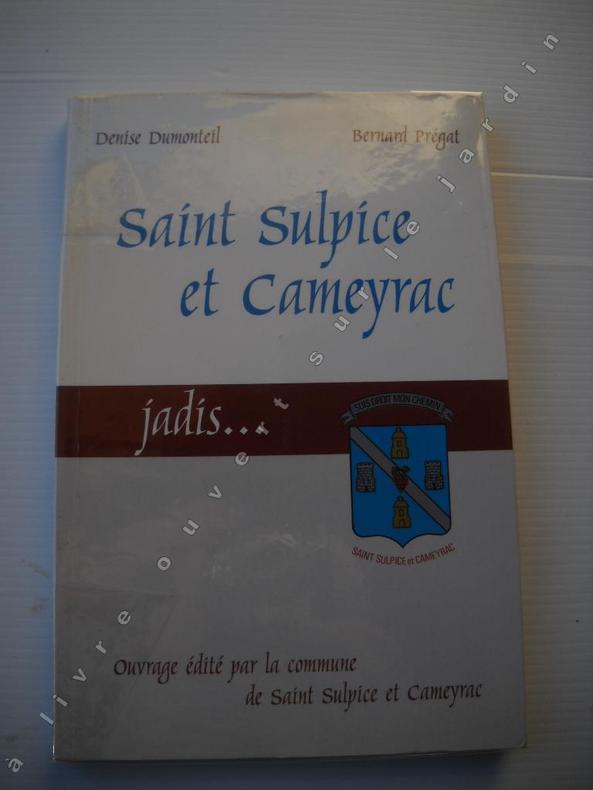 Denise Dumonteil
Bernard Prégat
Saint Sulpice
et Cameyrac
jadis...
SUIS DROIT MON CHEMIN
SAINT SULPICE et CAMEYRAC
Ouvrage édité par la commune
de Saint Sulpice et Cameyrac
à livre ouvert sur le jardin